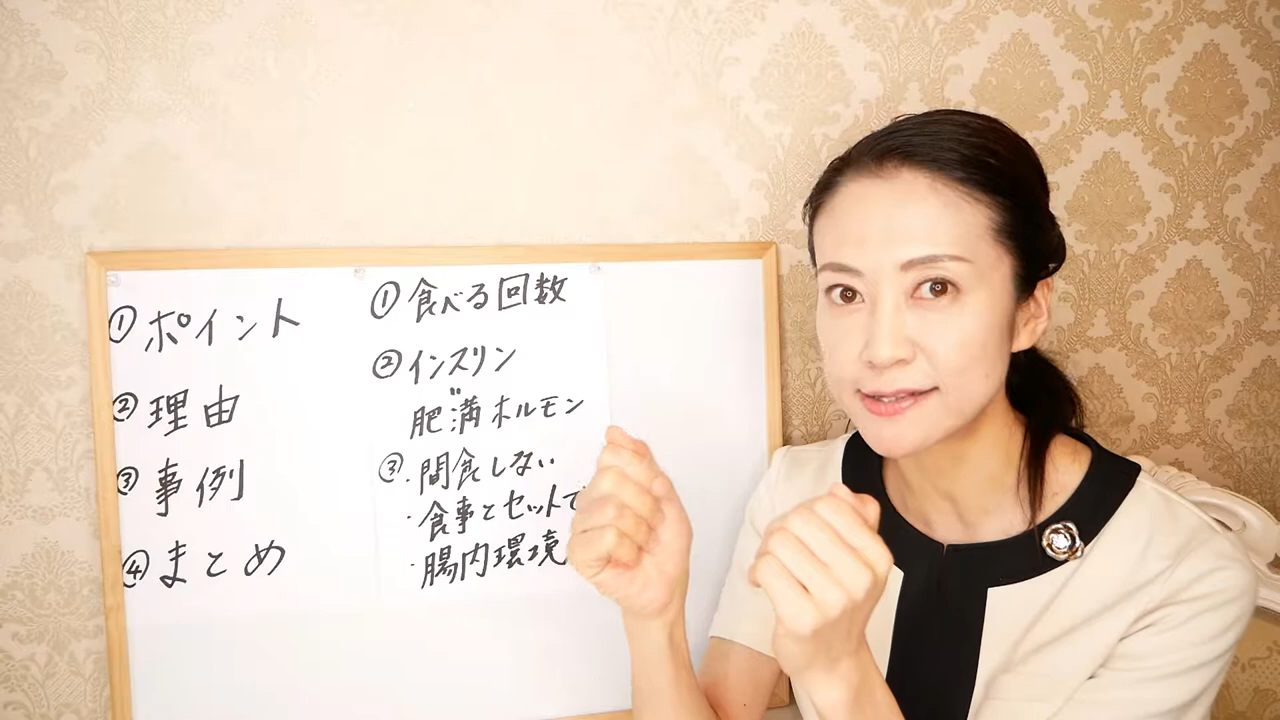 ①ポイント
②理由
③事例
④まとめ
①食べる回数
②インスリン
肥満ホルモン
③・間食しない
・食事とセットで
・腸内環境